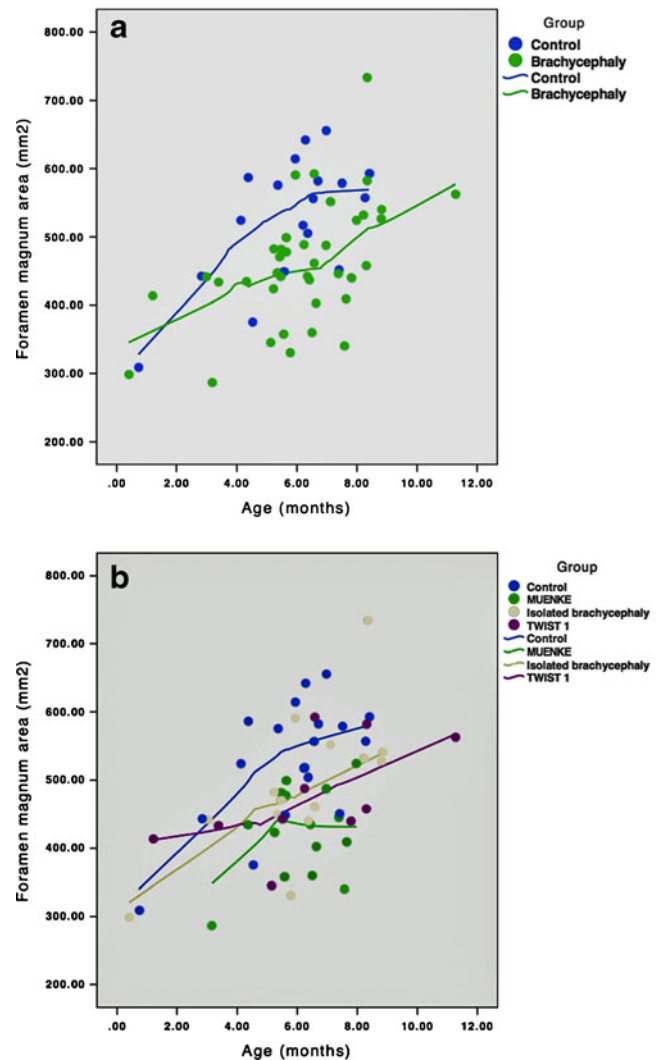 a
Group
Control
Brachycephaly
Control
Brachycephaly
800.00
700.00
600.00
500.00
400.00
300.00
200.00
Foramen magnum area (mm2)
.00 2.00 4.00 6.00 8.00 10.00 12.00
Age (months)
b
Group
Control
MUENKE
Isolated brachycephaly
TWIST 1
Control
MUENKE
Isolated brachycephaly
TWIST 1
800.00
700.00
600.00
500.00
400.00
300.00
200.00
Foramen magnum area (mm2)
.00 2.00 4.00 6.00 8.00 10.00 12.00
Age (months)